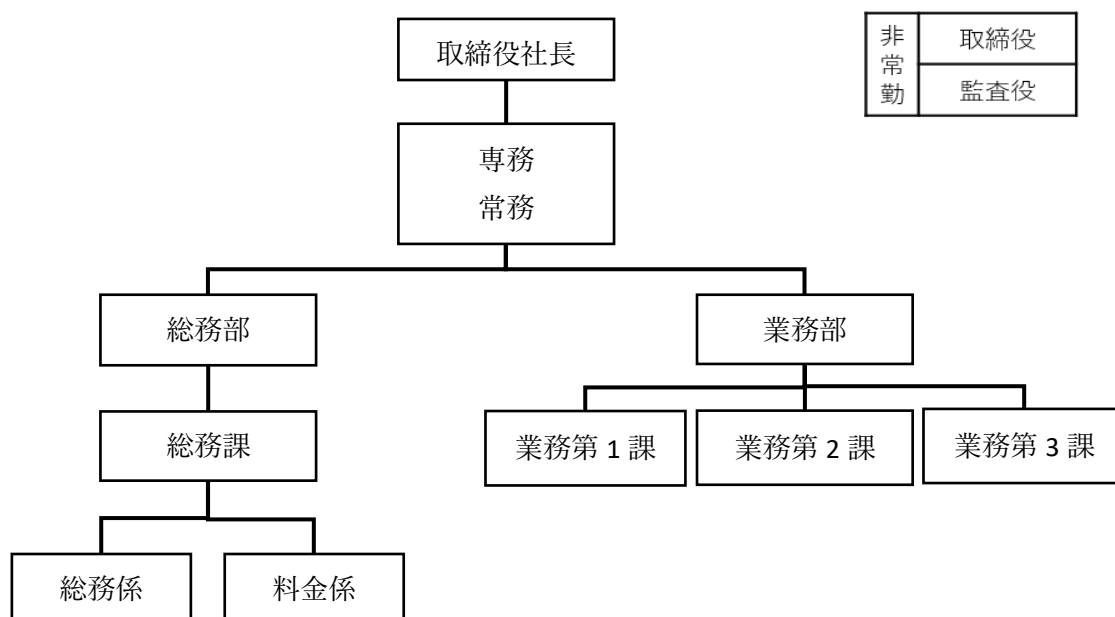 取締役社長
非常勤
取締役
監査役
専務
常務
総務部
業務部
総務課
業務第 1 課
業務第 2 課
業務第 3 課
総務係
料金係